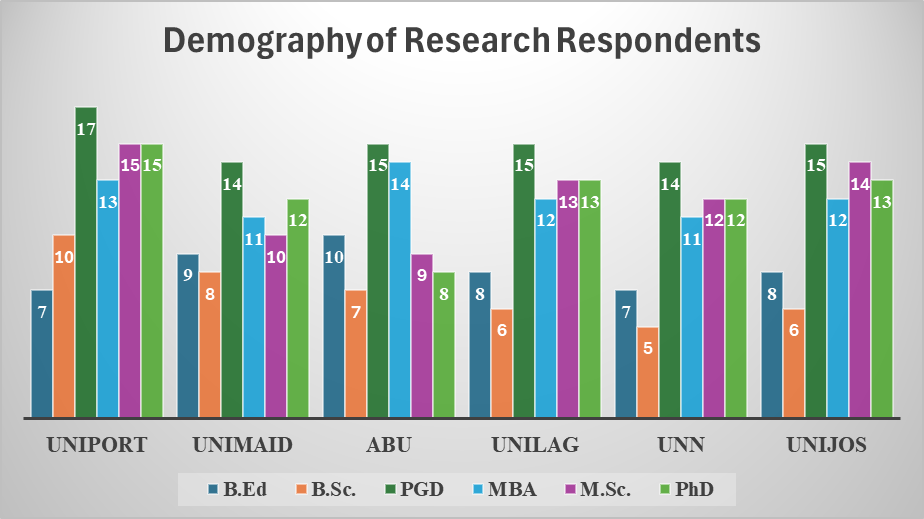 Demography of Research Respondents
7 10 17 13 15 15
9 8 14 11 10 12
10 7 15 14 9 8
8 6 15 12 13 13
7 5 14 11 12 12
8 6 15 12 14 13
UNIPORT UNIMAID ABU UNILAG UNN UNIJOS
B.Ed B.Sc. PGD MBA M.Sc. PhD